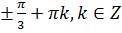 ± π/3 + πk, k ∈ Z